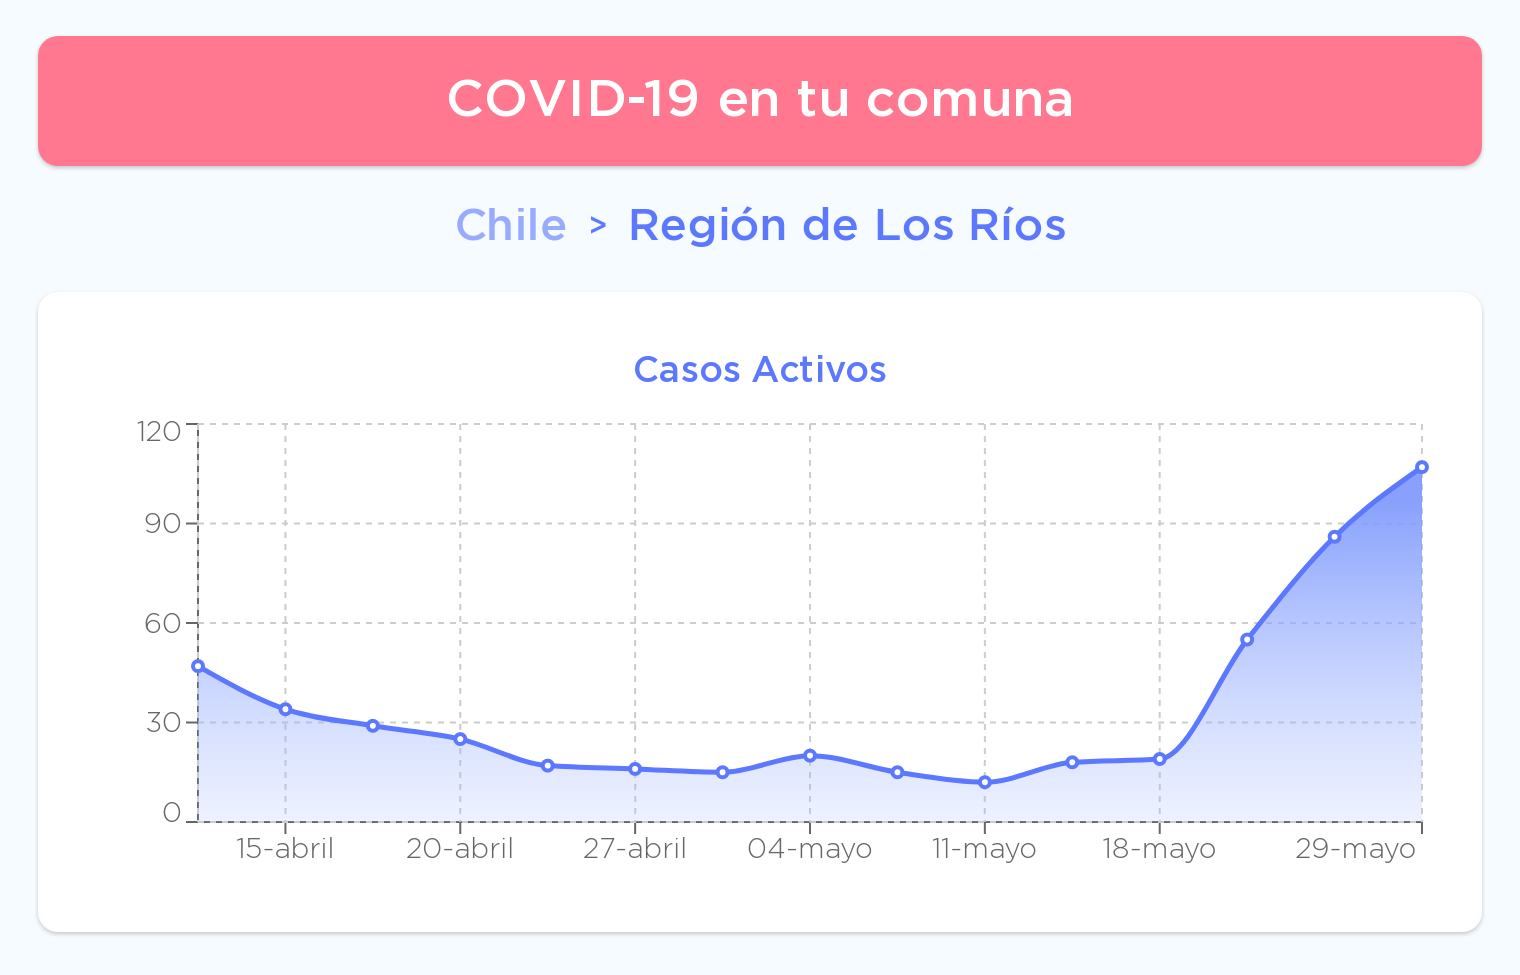 COVID-19 en tu comuna
Chile > Región de Los Ríos
Casos Activos
120
90
60
30
0
15-abril 20-abril 27-abril 04-mayo 11-mayo 18-mayo 29-mayo